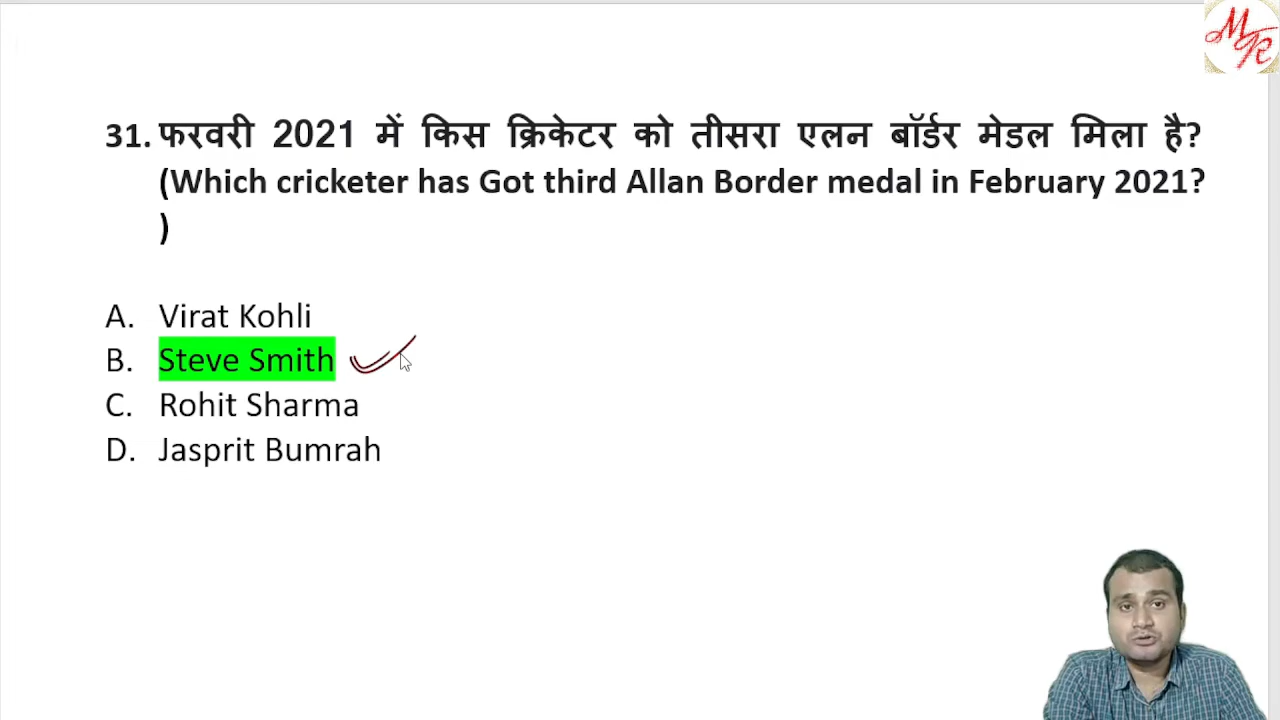 31. फरवरी 2021 में किस क्रिकेटर को तीसरा एलन बॉर्डर मेडल मिला है?
(Which cricketer has Got third Allan Border medal in February 2021?
)
A. Virat Kohli
B. Steve Smith
C. Rohit Sharma
D. Jasprit Bumrah
MR